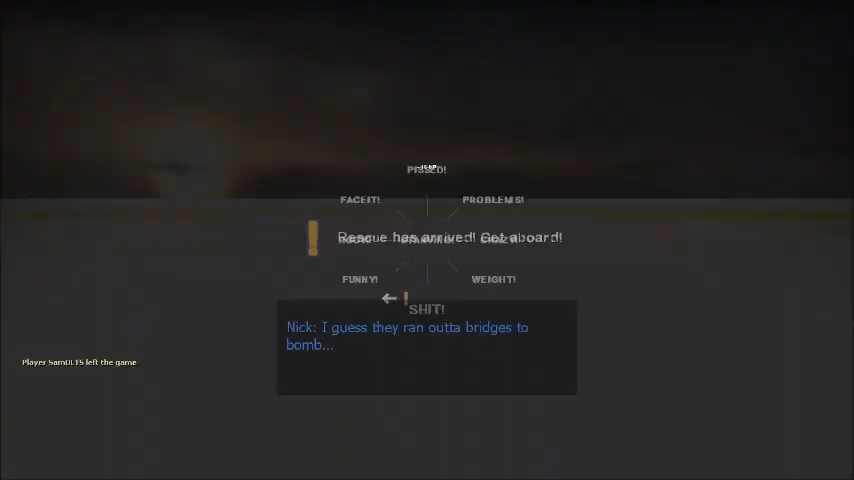 PISSED!
FACEIT!
PROBLEMS!
Rescue has arrived! Get aboard!
FUNNY!
WEIGHT!
SHIT!
Nick: I guess they ran outta bridges to
bomb...
Player SamULTS left the game